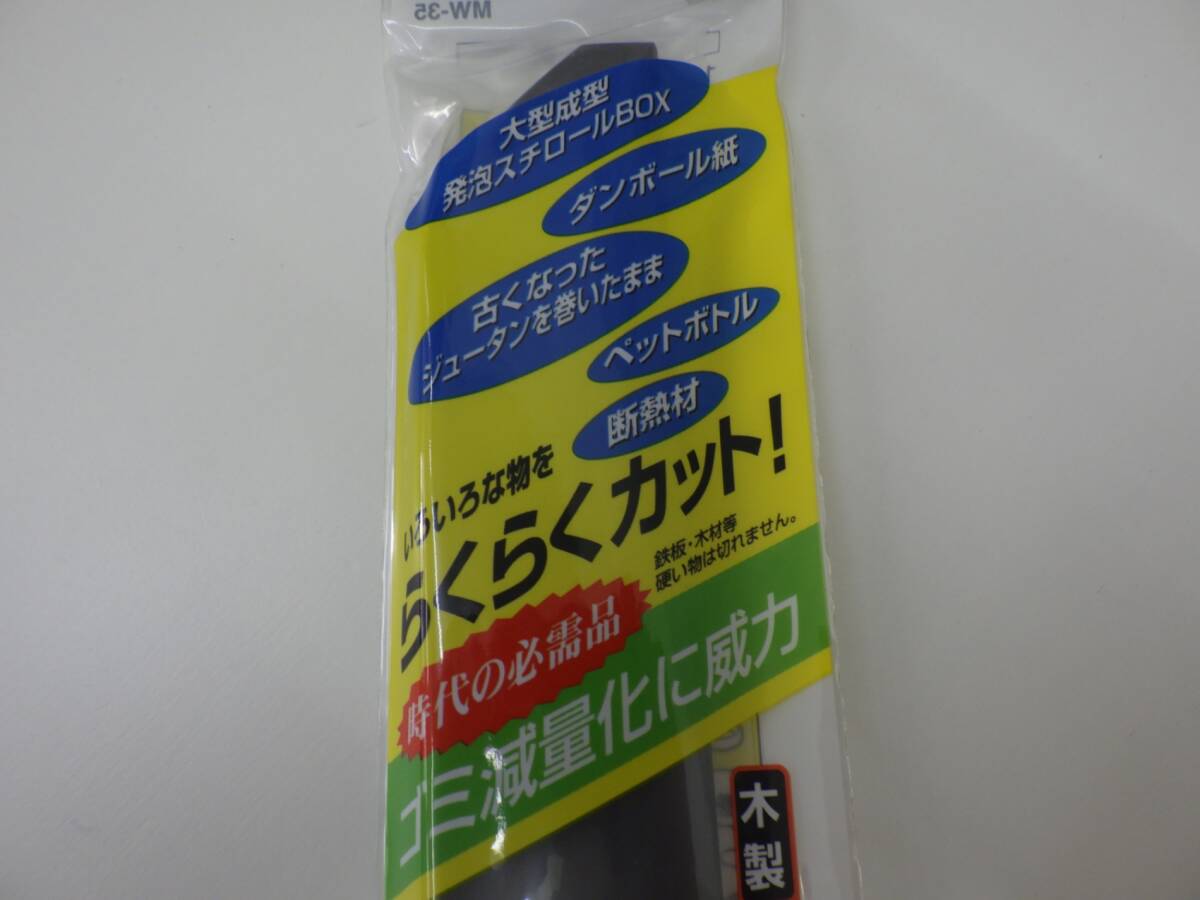 MW-35
大型成型
発泡スチロールBOX
ダンボール紙
古くなった
ジュータンを巻いたまま
ペットボトル
断熱材
いろいろな物を
らくらくカット!
鉄板・木材等
硬い物は切れません。
時代の必需品
ゴミ減量化に威力
木製